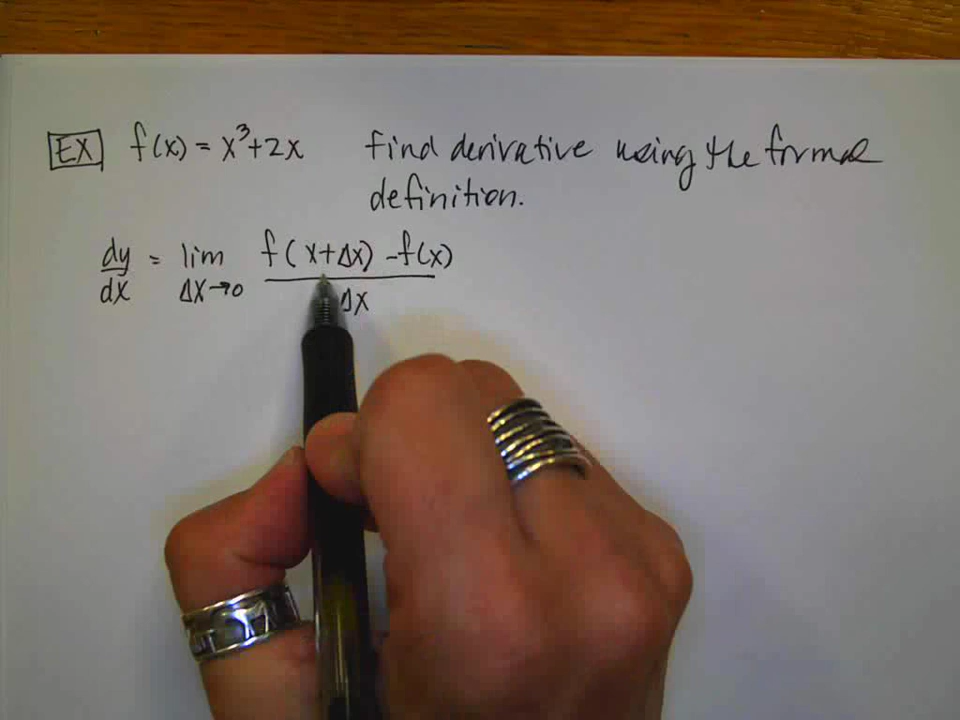 EX f(x) = x³+2x find derivative using the formal
definition.
dy/dx = lim Δx→0 f(x+Δx) -f(x) / Δx